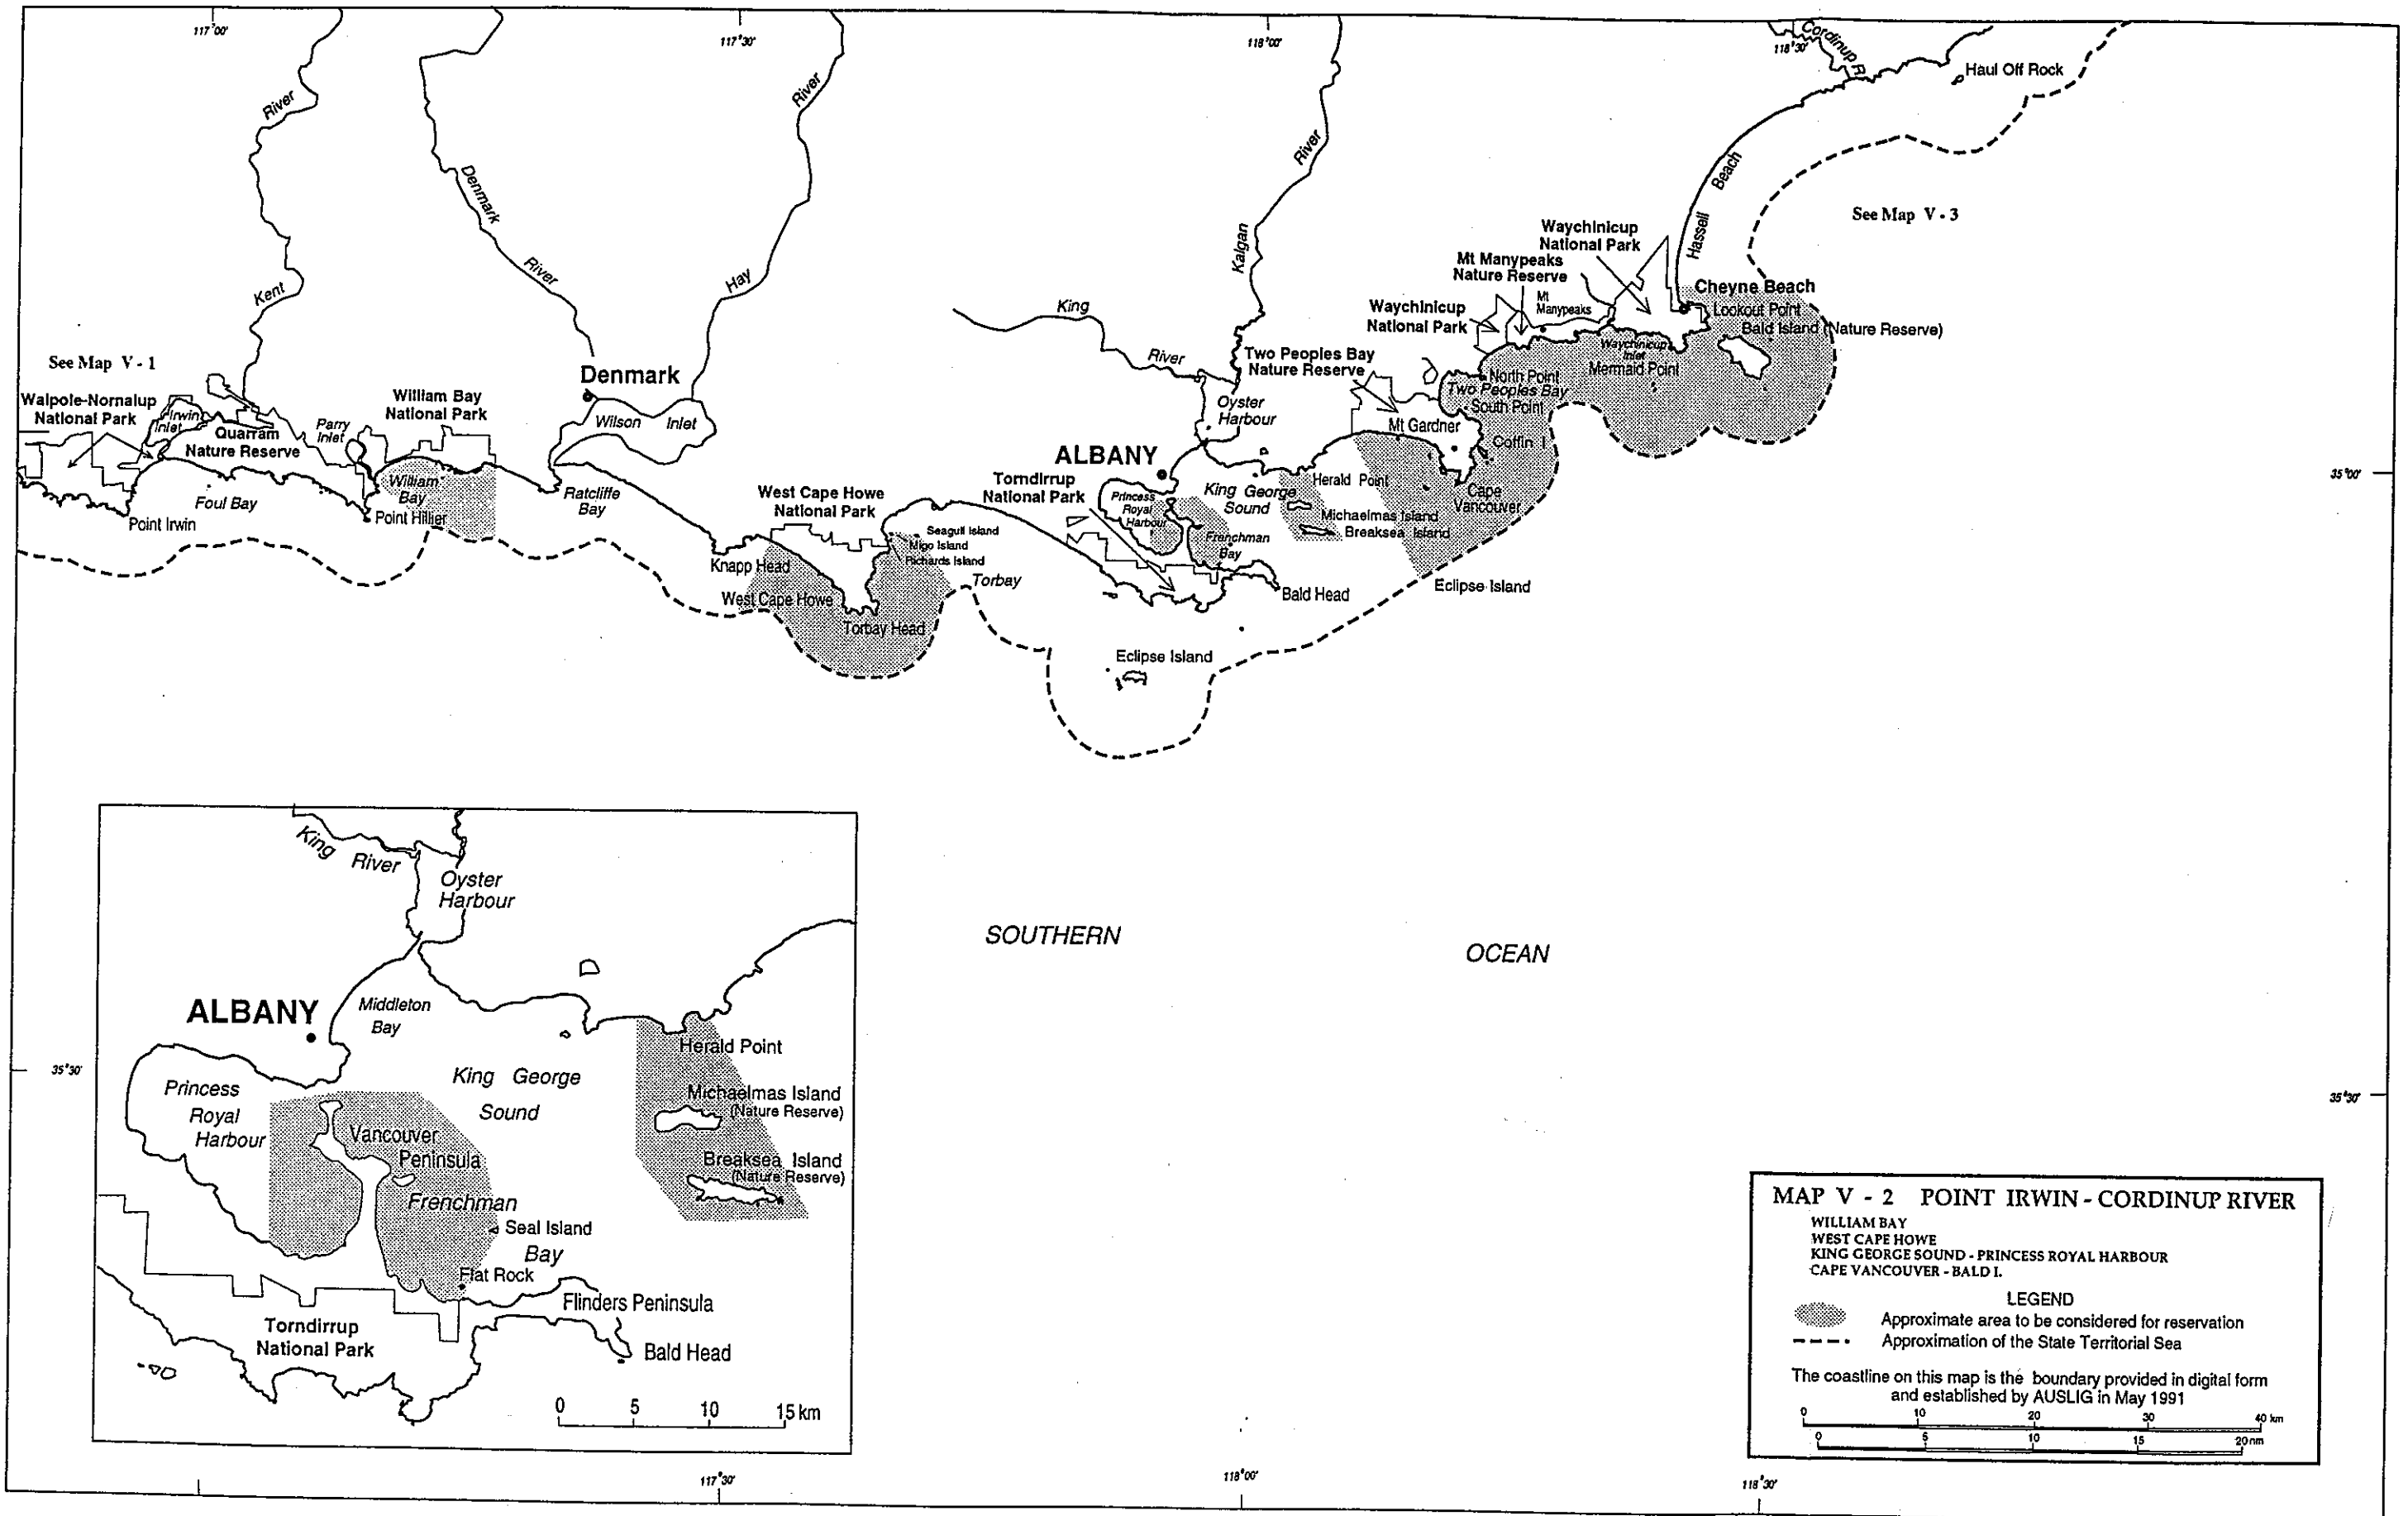 117°00'
117°30'
118°00'
118°30'
Cordinup R
Haul Off Rock
River
River
River
Beach
Hassell
Denmark
River
Kent
Hay
Kalgan
King
River
See Map V - 3
Waychinicup
National Park
Mt Manypeaks
Nature Reserve
Mt
Manypeaks
Waychinicup
National Park
Cheyne Beach
Lookout Point
Bald Island (Nature Reserve)
Waychinicup
Inlet
Mermaid Point
North Point
Two Peoples Bay
South Point
Two Peoples Bay
Nature Reserve
Mt Gardner
Coffin I
Cape
Vancouver
See Map V - 1
Walpole-Nornalup
National Park
Irwin
Inlet
Quarram
Nature Reserve
Parry
Inlet
William Bay
National Park
William
Bay
Foul Bay
Point Irwin
Point Hillier
Denmark
Wilson Inlet
Ratcliffe
Bay
West Cape Howe
National Park
Seagull Island
Migo Island
Richards Island
Knapp Head
West Cape Howe
Torbay Head
Torbay
Oyster
Harbour
ALBANY
Torndirrup
National Park
Princess
Royal
Harbour
King George
Sound
Herald Point
Michaelmas Island
Breaksea Island
Frenchman
Bay
Bald Head
Eclipse Island
Eclipse Island
35°00'
35°00'
King River
Oyster
Harbour
ALBANY
Middleton
Bay
Princess
Royal
Harbour
King George
Sound
Herald Point
Michaelmas Island
(Nature Reserve)
Breaksea Island
(Nature Reserve)
Vancouver
Peninsula
Frenchman
Seal Island
Bay
Flat Rock
Flinders Peninsula
Torndirrup
National Park
Bald Head
0 5 10 15 km
SOUTHERN OCEAN
35°30'
35°30'
MAP V - 2 POINT IRWIN - CORDINUP RIVER
WILLIAM BAY
WEST CAPE HOWE
KING GEORGE SOUND - PRINCESS ROYAL HARBOUR
CAPE VANCOUVER - BALD I.
LEGEND
Approximate area to be considered for reservation
Approximation of the State Territorial Sea
The coastline on this map is the boundary provided in digital form
and established by AUSLIG in May 1991
0 10 20 30 40 km
0 5 10 15 20nm
117°30'
118°00'
118°30'